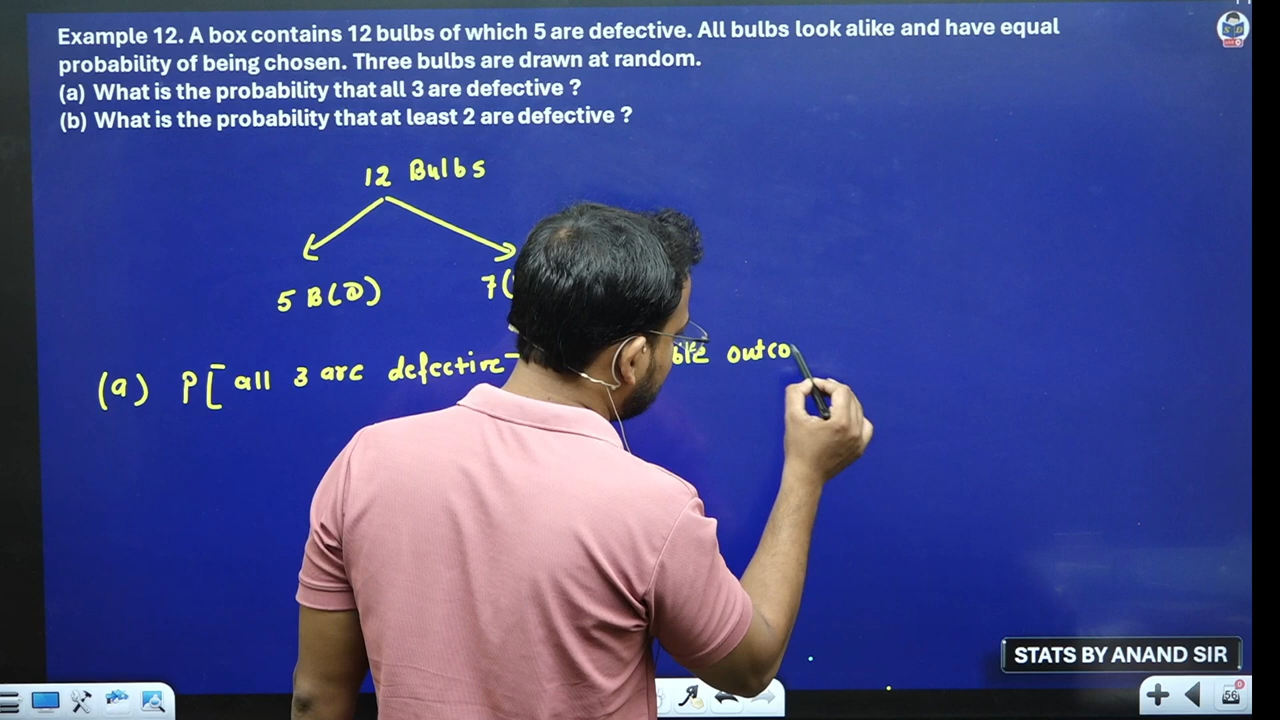 Example 12. A box contains 12 bulbs of which 5 are defective. All bulbs look alike and have equal
probability of being chosen. Three bulbs are drawn at random.
(a) What is the probability that all 3 are defective ?
(b) What is the probability that at least 2 are defective ?
12 Bulbs
5 B(D) 7(
(a) P[all 3 are defective outco
STATS BY ANAND SIR
56